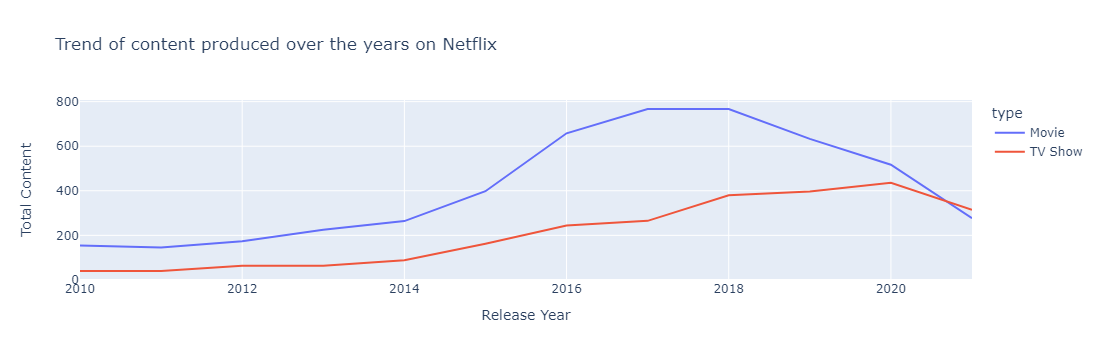 Trend of content produced over the years on Netflix
800
600
400
200
0
Total Content
2010
2012
2014
2016
2018
2020
Release Year
type
Movie
TV Show